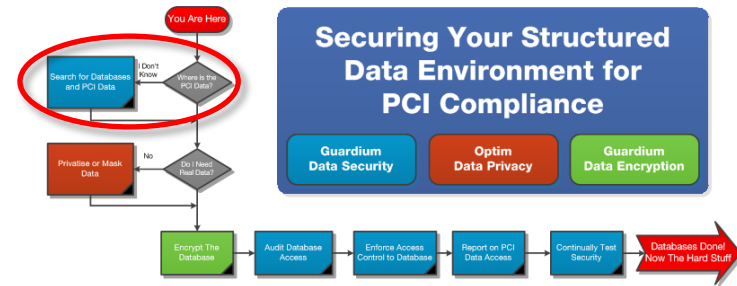 You Are Here
Securing Your Structured
Data Environment for
PCI Compliance
I Don't
Know
Search for Databases
and PCI Data
Where is the
PCI Data?
Guardium
Data Security
Optim
Data Privacy
Guardium
Data Encryption
No
Privatise or Mask
Data
Do I Need
Real Data?
Encrypt The
Database
Audit Database
Access
Enforce Access
Control to Database
Report on PCI
Data Access
Continually Test
Security
Databases Done!
Now The Hard Stuff